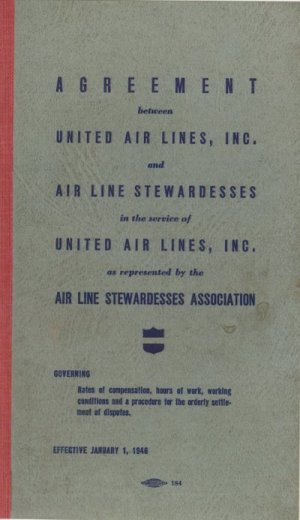 AGREEMENT
between
UNITED AIR LINES, INC.
and
AIR LINE STEWARDESSES
in the service of
UNITED AIR LINES, INC.
as represented by the
AIR LINE STEWARDESSES ASSOCIATION
GOVERNING
Rates of compensation, hours of work, working
conditions and a procedure for the orderly settle-
ment of disputes.
EFFECTIVE JANUARY 1, 1946
184